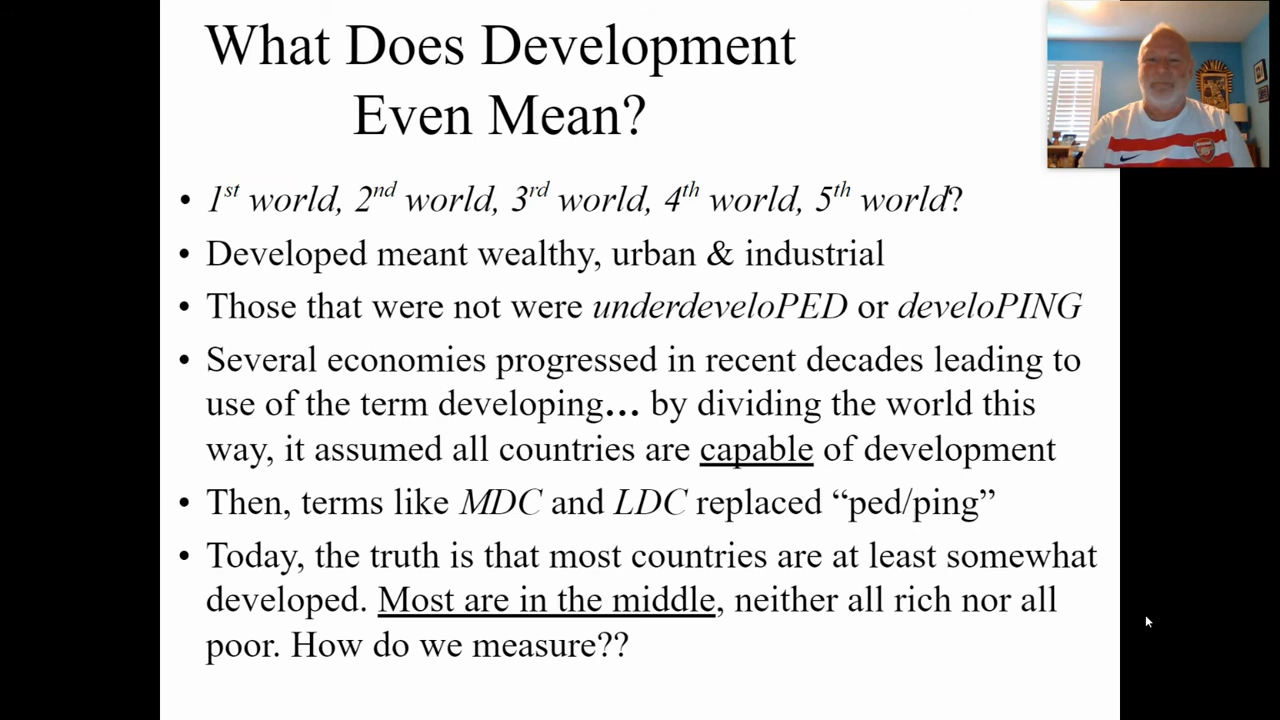 What Does Development
Even Mean?
• 1st world, 2nd world, 3rd world, 4th world, 5th world?
• Developed meant wealthy, urban & industrial
• Those that were not were underdeveloPED or develoPING
• Several economies progressed in recent decades leading to
use of the term developing… by dividing the world this
way, it assumed all countries are capable of development
• Then, terms like MDC and LDC replaced “ped/ping”
• Today, the truth is that most countries are at least somewhat
developed. Most are in the middle, neither all rich nor all
poor. How do we measure??